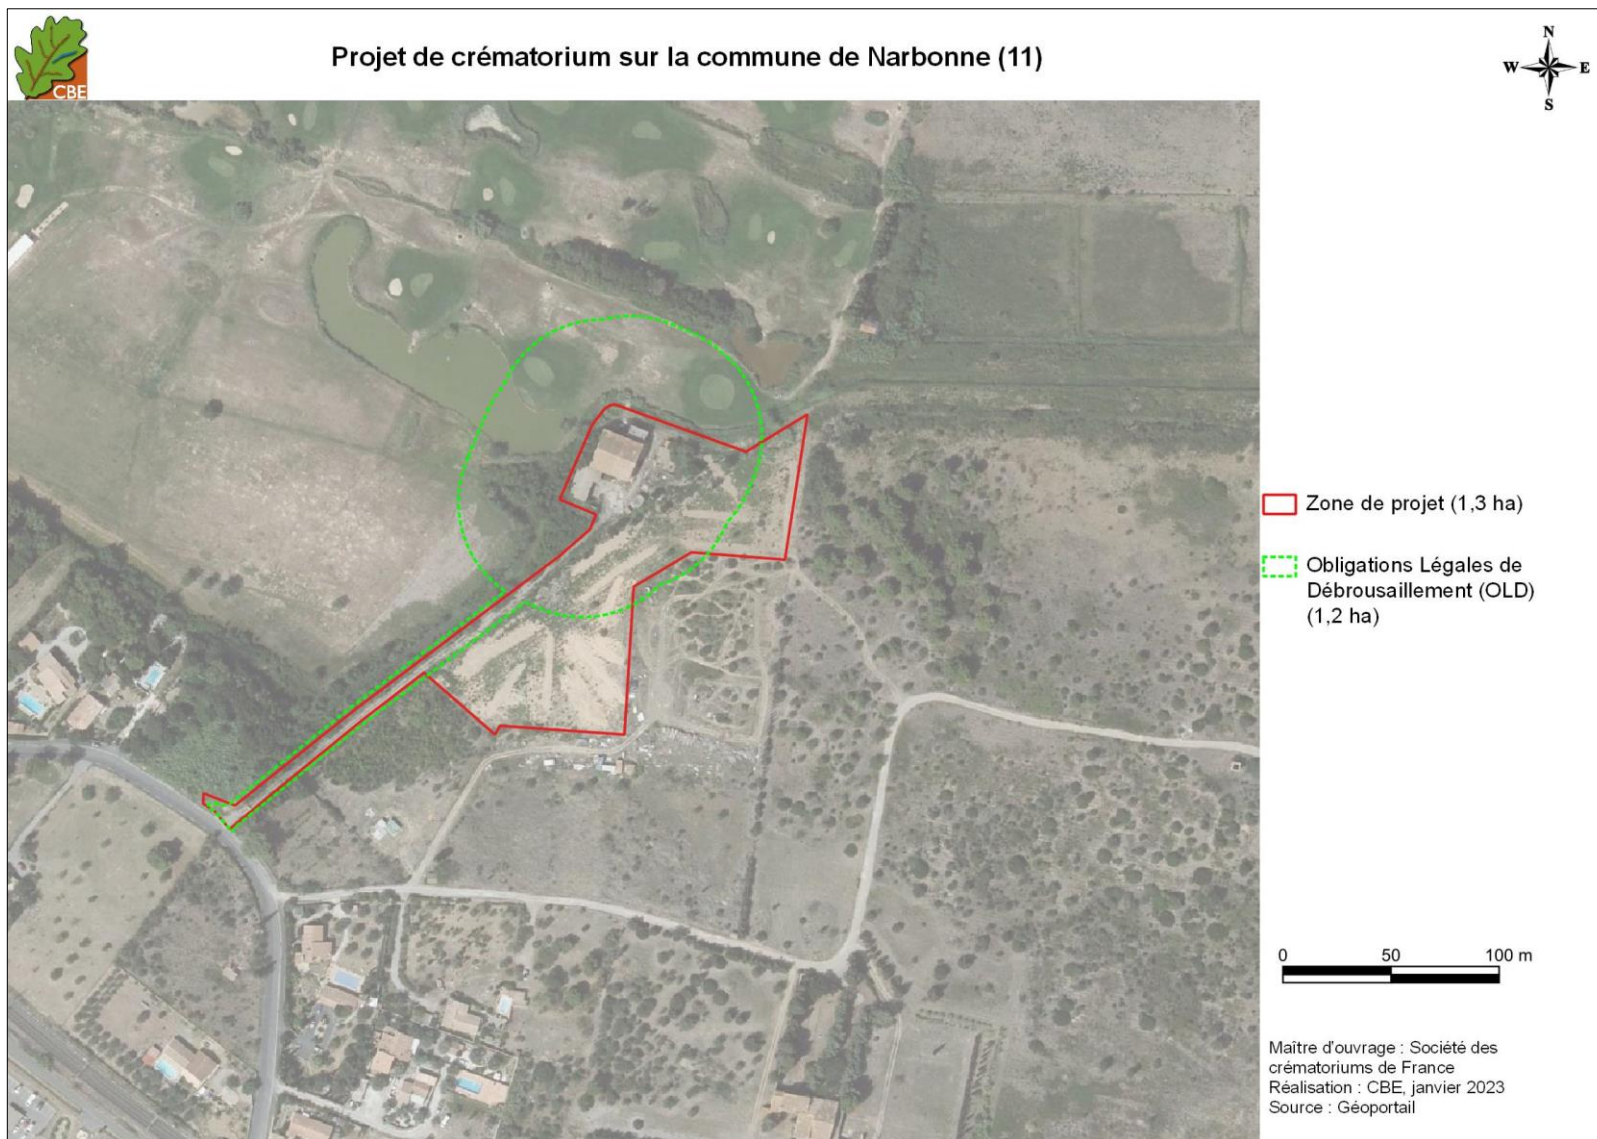 CBE
Projet de crématorium sur la commune de Narbonne (11)
N
W E
S
Zone de projet (1,3 ha)
Obligations Légales de
Débrousaillement (OLD)
(1,2 ha)
0 50 100 m
Maître d'ouvrage : Société des
crématoriums de France
Réalisation : CBE, janvier 2023
Source : Géoportail